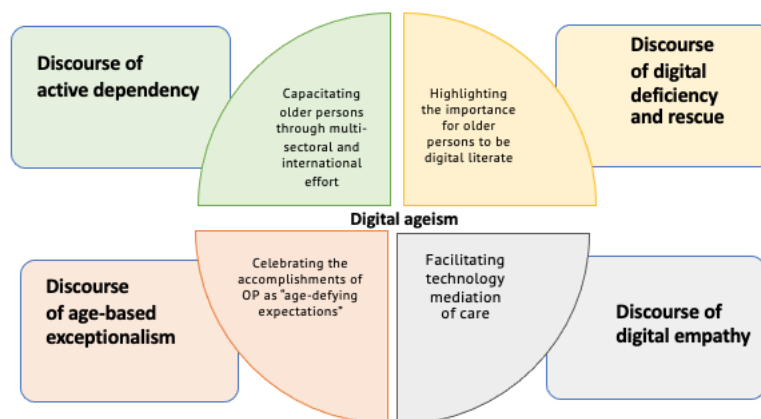 Discourse of
active dependency
Capacitating
older persons
through multi-
sectoral and
international
effort
Highlighting
the importance
for older
persons to be
digital literate
Discourse
of digital
deficiency
and rescue
Digital ageism
Discourse
of age-based
exceptionalism
Celebrating the
accomplishments of
OP as "age-defying
expectations"
Facilitating
technology
mediation
of care
Discourse of
digital empathy